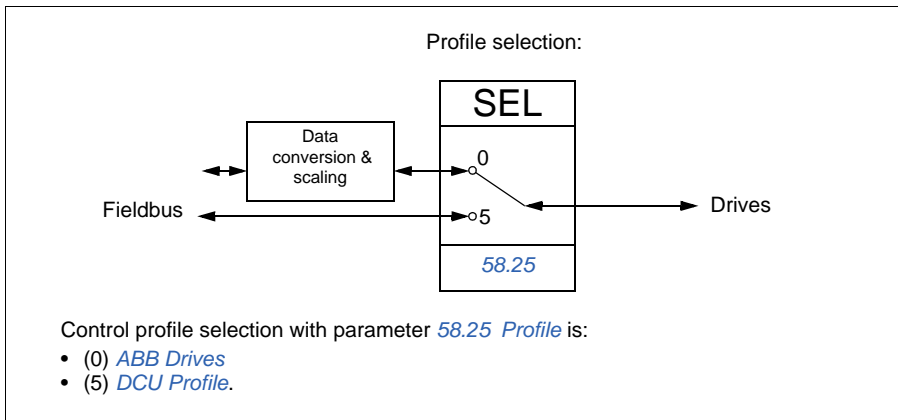 Profile selection:
SEL
Data
conversion &
scaling
0
Fieldbus
5
Drives
58.25
Control profile selection with parameter 58.25 Profile is:
• (0) ABB Drives
• (5) DCU Profile.